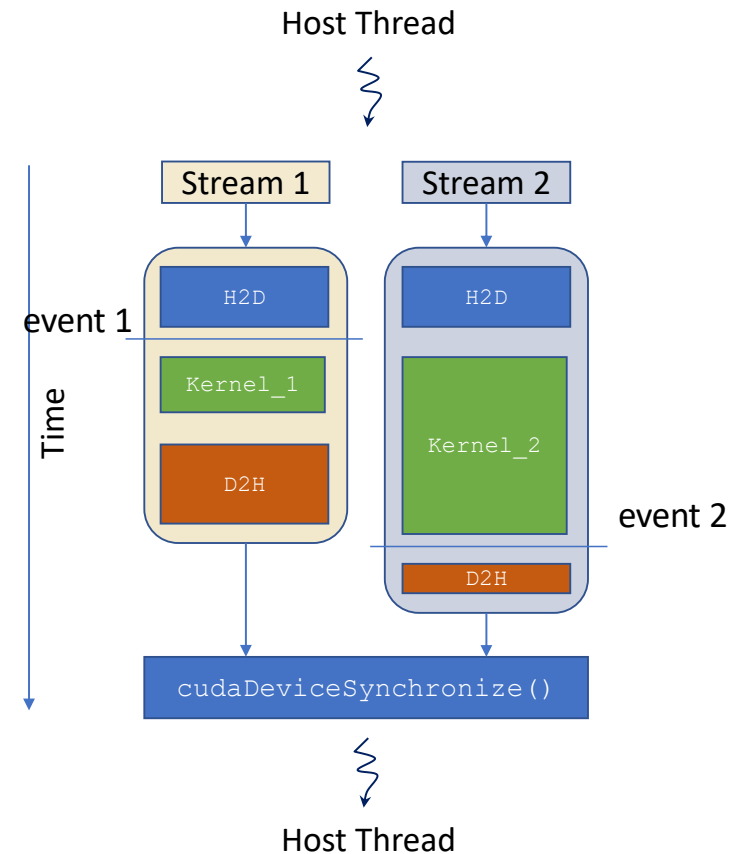 Host Thread
Stream 1
Stream 2
H2D
H2D
event 1
Kernel_1
Time
Kernel_2
D2H
event 2
D2H
cudaDeviceSynchronize()
Host Thread